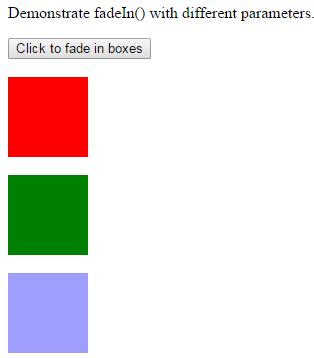 Demonstrate fadeIn() with different parameters.
Click to fade in boxes